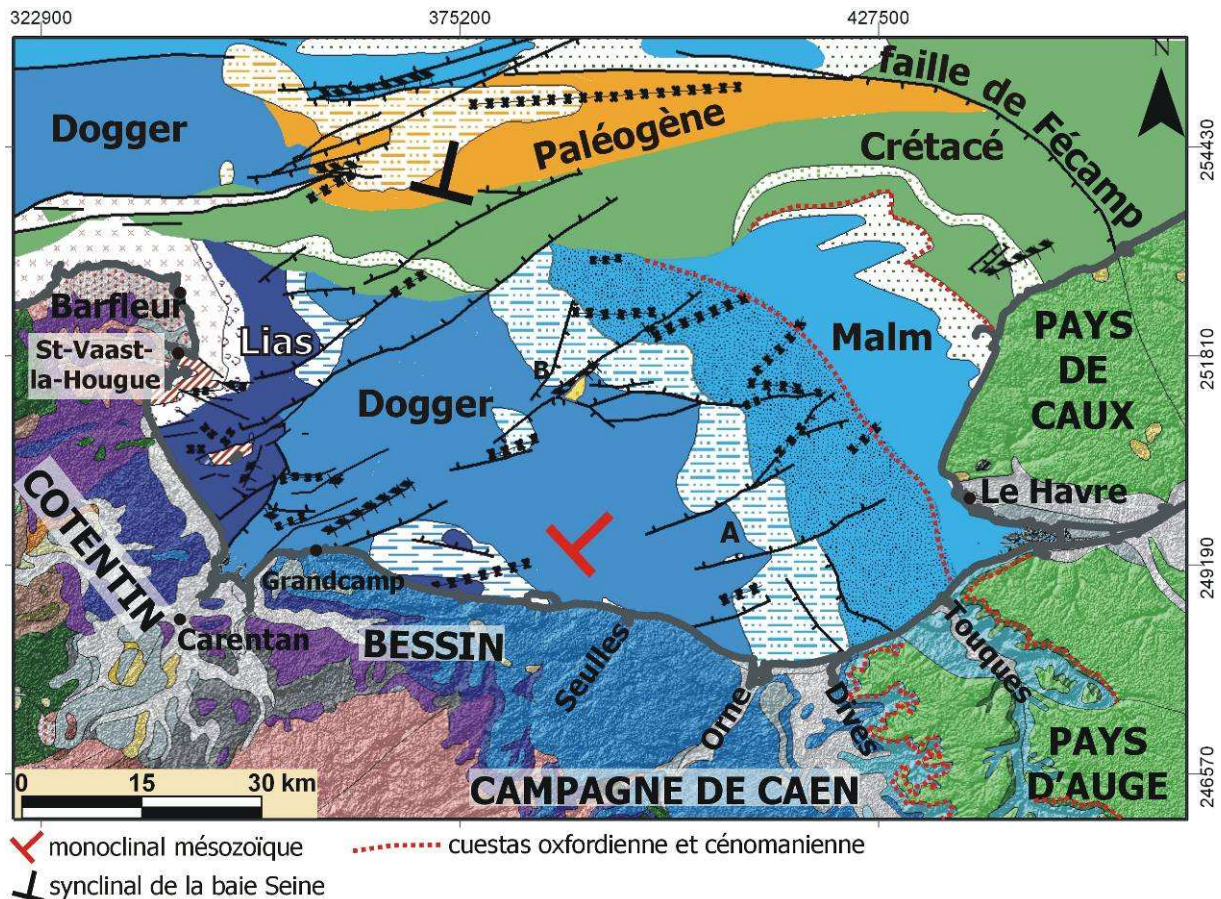 322900 375200 427500
N
faille de Fécamp
Dogger
Paléogène
Crétacé
254430
Barfleur
St-Vaast-
la-Hougue
Lias
Malm
PAYS
DE
CAUX
251810
B
Dogger
COTENTIN
Le Havre
A
249190
Grandcamp
Carentan
BESSIN
Seulles
Orne
Dives
Touques
PAYS
D'AUGE
246570
0 15 30 km
CAMPAGNE DE CAEN
monoclinal mésozoïque
cuestas oxfordienne et cénomanienne
synclinal de la baie Seine